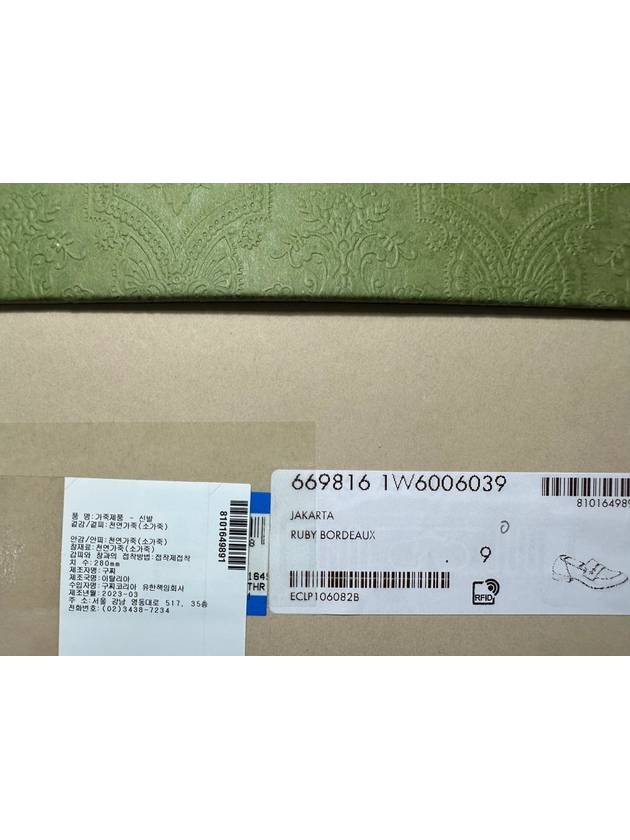 품 명:가죽제품 - 신발
겉감/겉피:천연가죽(소가죽)
안감/안피:천연가죽(소가죽)
창재료:천연가죽(소가죽)
갑피와 창과의 접착방법:접착제접착
치 수:280mm
제조자명:구찌
제조국명:이탈리아
수입자명:구찌코리아 유한책임회사
제조년월:2023-03
주 소:서울 강남 영동대로 517, 35층
전화번호:(02)3438-7234
8101649891
8
THR
669816 1W6006039
JAKARTA
RUBY BORDEAUX
9
ECLP106082B
RFID